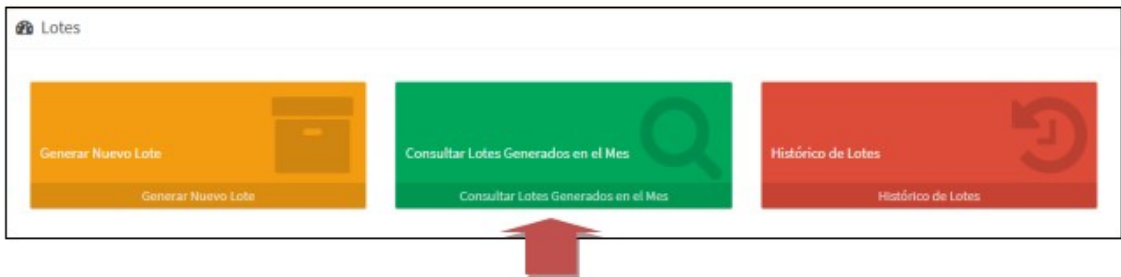 Lotes
Generar Nuevo Lote
Generar Nuevo Lote
Consultar Lotes Generados en el Mes
Consultar Lotes Generados en el Mes
Histórico de Lotes
Histórico de Lotes